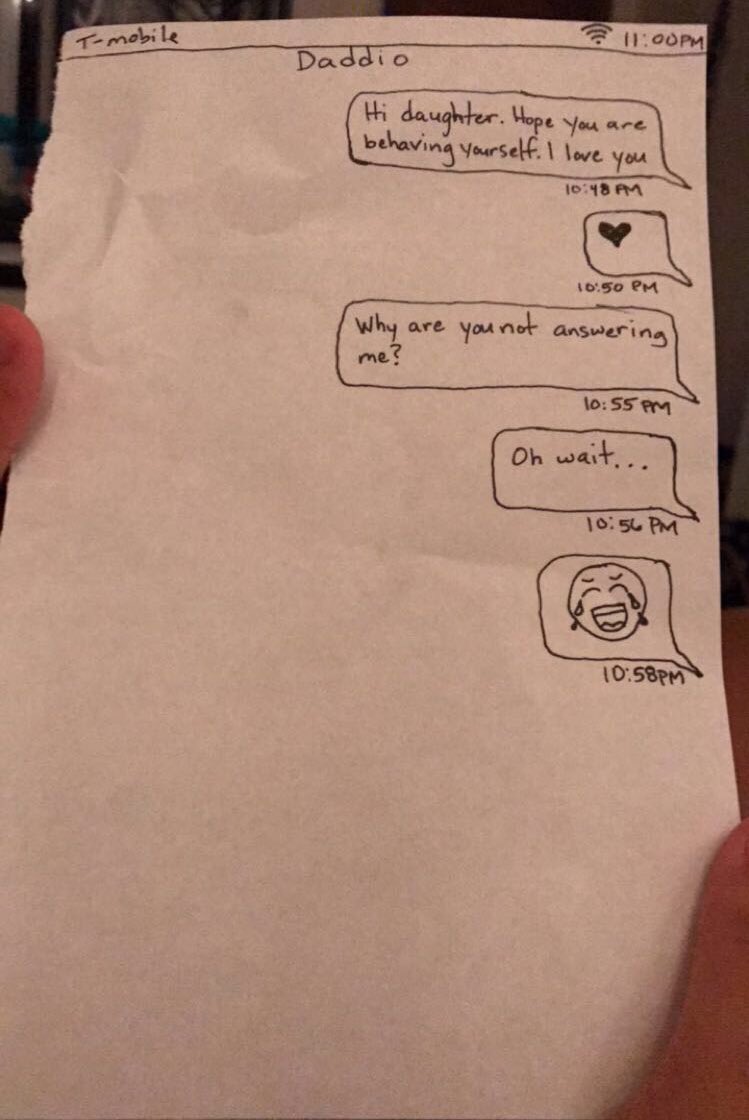 T-mobile 11:00PM
Daddio
Hi daughter. Hope you are
behaving yourself. I love you
10:48 PM
10:50 PM
Why are you not answering
me?
10:55 PM
Oh wait...
10:56 PM
10:58PM